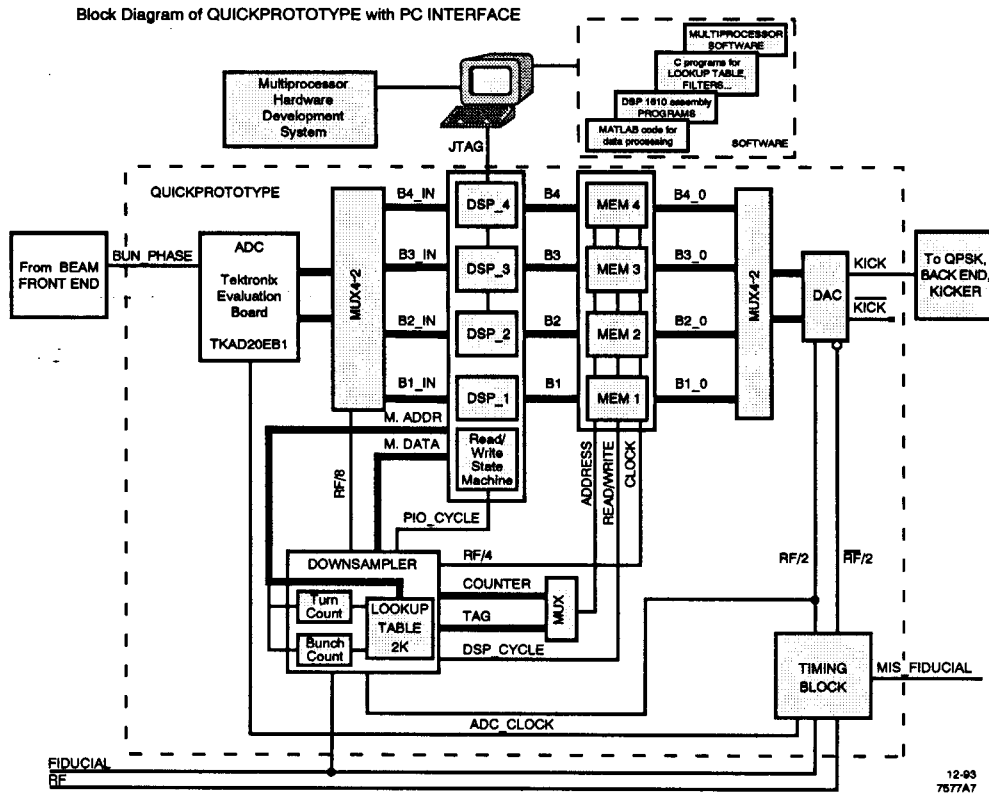 Block Diagram of QUICKPROTOTYPE with PC INTERFACE
Multiprocessor
Hardware
Development
System
MULTIPROCESSOR
SOFTWARE
C programs for
LOOKUP TABLE,
FILTERS...
DSP 1610 assembly
PROGRAMS
MATLAB code for
data processing
SOFTWARE
JTAG
QUICKPROTOTYPE
From BEAM
FRONT END
BUN_PHASE
ADC
Tektronix
Evaluation
Board
TKAD20EB1
MUX4-2
B4_IN
B3_IN
B2_IN
B1_IN
M. ADDR
M. DATA
DSP_4
DSP_3
DSP_2
DSP_1
Read/
Write
State
Machine
B4
B3
B2
B1
MEM 4
MEM 3
MEM 2
MEM 1
B4_0
B3_0
B2_0
B1_0
MUX4-2
DAC
KICK
KICK
To QPSK,
BACK END,
KICKER
RF/8
PIO_CYCLE
ADDRESS
READ/WRITE
CLOCK
DOWNSAMPLER
Turn
Count
Bunch
Count
LOOKUP
TABLE
2K
RF/4
COUNTER
TAG
DSP_CYCLE
MUX
RF/2
RF/2
TIMING
BLOCK
MIS_FIDUCIAL
ADC_CLOCK
FIDUCIAL
RF
12-93
7577A7